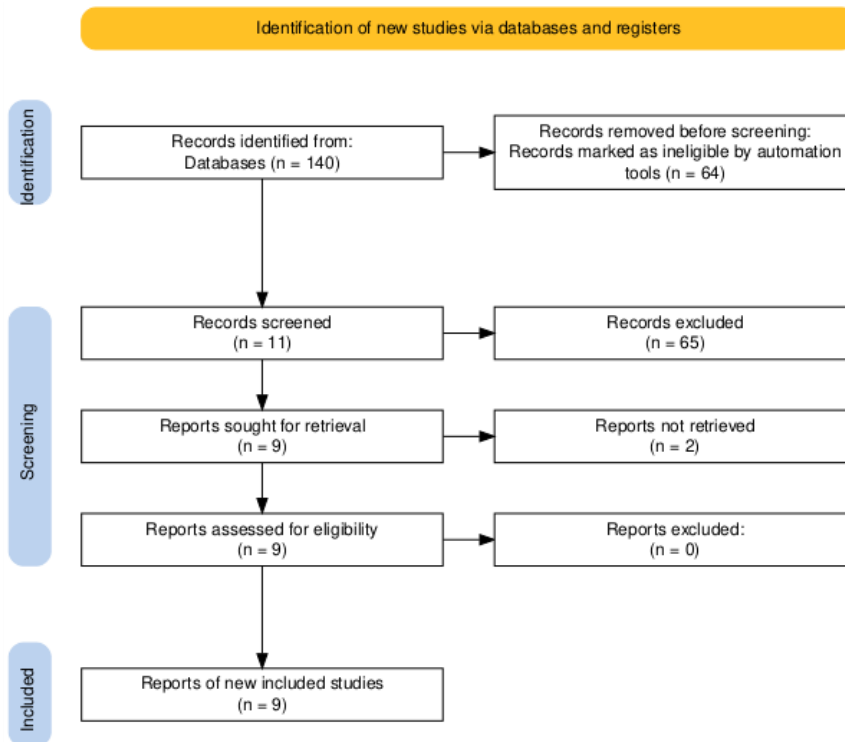 Identification of new studies via databases and registers
Identification
Records identified from:
Databases (n = 140)
Records removed before screening:
Records marked as ineligible by automation
tools (n = 64)
Screening
Records screened
(n = 11)
Records excluded
(n = 65)
Reports sought for retrieval
(n = 9)
Reports not retrieved
(n = 2)
Reports assessed for eligibility
(n = 9)
Reports excluded:
(n = 0)
Included
Reports of new included studies
(n = 9)